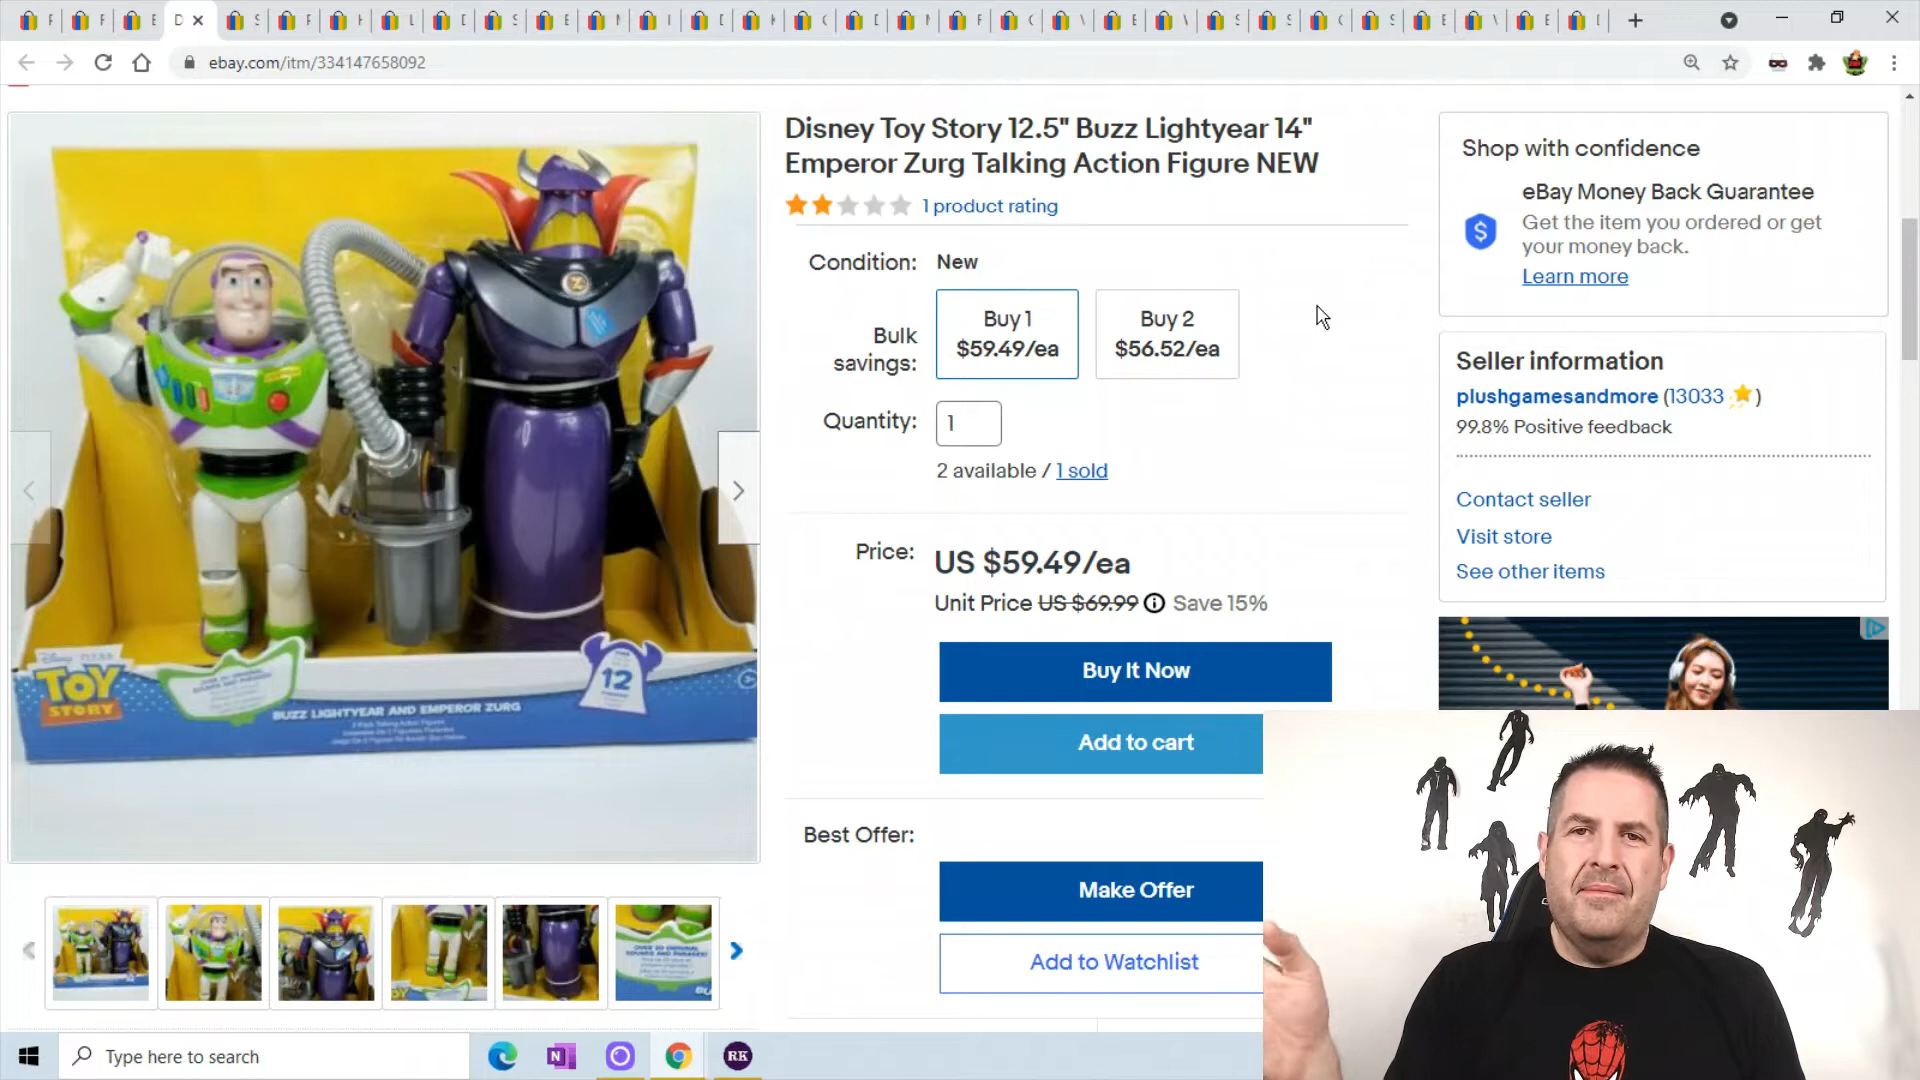 ebay.com/itm/334147658092
Disney Toy Story 12.5" Buzz Lightyear 14"
Emperor Zurg Talking Action Figure NEW
1 product rating
Condition: New
Bulk savings:
Buy 1
$59.49/ea
Buy 2
$56.52/ea
Quantity: 1
2 available / 1 sold
Price: US $59.49/ea
Unit Price US $69.99 Save 15%
Buy It Now
Add to cart
Best Offer:
Make Offer
Add to Watchlist
Shop with confidence
eBay Money Back Guarantee
Get the item you ordered or get
your money back.
Learn more
Seller information
plushgamesandmore (13033 )
99.8% Positive feedback
Contact seller
Visit store
See other items
TOY
STORY
12
BUZZ LIGHTYEAR AND EMPEROR ZURG
Z
Type here to search
N
RK